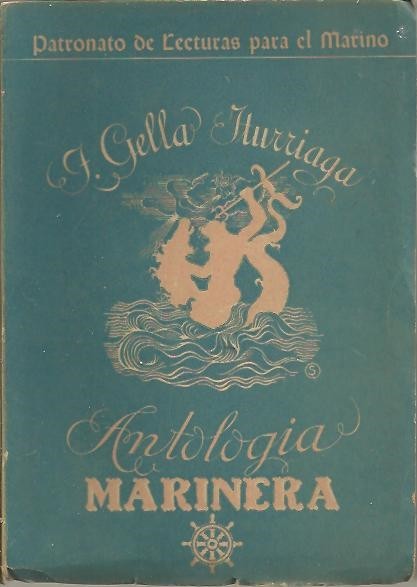 Patronato de Lecturas para el Marino
J. Gella Iturriaga
S
Antologia
MARINERA